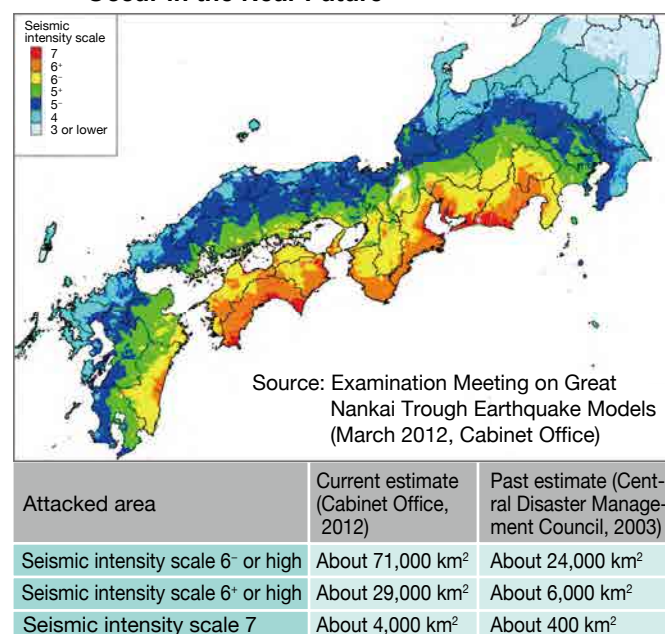 Occur in the Near Future
Seismic
intensity scale
7
6+
6−
5+
5−
4
3 or lower
Source: Examination Meeting on Great
Nankai Trough Earthquake Models
(March 2012, Cabinet Office)
Attacked area
Current estimate
(Cabinet Office,
2012)
Past estimate (Cent-
ral Disaster Manage-
ment Council, 2003)
Seismic intensity scale 6− or high About 71,000 km² About 24,000 km²
Seismic intensity scale 6+ or high About 29,000 km² About 6,000 km²
Seismic intensity scale 7 About 4,000 km² About 400 km²